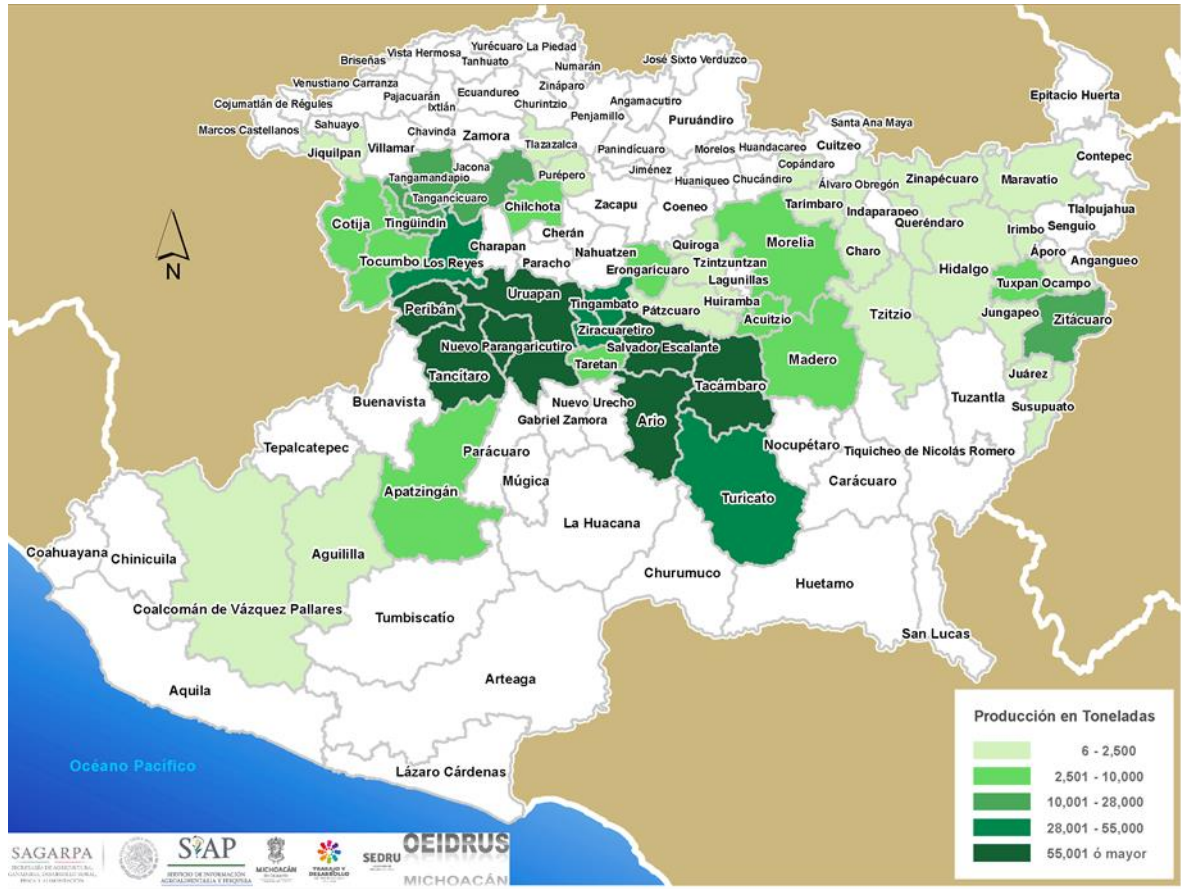 Vista Hermosa
Yurécuaro
La Piedad
Briseñas
Tanhuato
Numarán
José Sixto Verduzco
Venustiano Carranza
Ecuandureo
Zináparo
Epitacio Huerta
Cojumatlán de Régules
Pajacuarán
Ixtlán
Churintzio
Angamacutiro
Penjamillo
Puruándiro
Santa Ana Maya
Marcos Castellanos
Sahuayo
Chavinda
Zamora
Tlazazalca
Panindícuaro
Morelos
Huandacareo
Cuitzeo
Contepec
Jiquilpan
Villamar
Jacona
Purépero
Jiménez
Copándaro
Tangamandapio
Huaniqueo
Chucándiro
Álvaro Obregón
Zinapécuaro
Maravatío
Tangancícuaro
Chilchota
Zacapu
Coeneo
Tarímbaro
Indaparapeo
Tlalpujahua
Cotija
Tingüindín
Cherán
Queréndaro
Irimbo
Senguio
Charapan
Nahuatzen
Quiroga
Morelia
Charo
Áporo
Tocumbo
Los Reyes
Paracho
Erongarícuaro
Tzintzuntzan
Hidalgo
Angangueo
Lagunillas
Tuxpan
Ocampo
Uruapan
Tingambato
Huiramba
Peribán
Pátzcuaro
Acuitzio
Tzitzio
Jungapeo
Zitácuaro
Ziracuaretiro
Nuevo Parangaricutiro
Salvador Escalante
Madero
Tancítaro
Taretan
Tacámbaro
Juárez
Buenavista
Nuevo Urecho
Tuzantla
Susupuato
Gabriel Zamora
Ario
Tepalcatepec
Parácuaro
Nocupétaro
Tiquicheo de Nicolás Romero
Apatzingán
Múgica
Turicato
Carácuaro
La Huacana
Coahuayana
Chinicuila
Aguililla
Churumuco
Huetamo
Coalcomán de Vázquez Pallares
Tumbiscatío
San Lucas
Aquila
Arteaga
Lázaro Cárdenas
Océano Pacífico
N
Producción en Toneladas
6 - 2,500
2,501 - 10,000
10,001 - 28,000
28,001 - 55,000
55,001 ó mayor
SAGARPA
SIAP
SERVICIO DE INFORMACIÓN
AGROALIMENTARIA Y PESQUERA
MICHOACÁN
SEDRU
OEIDRUS
MICHOACÁN